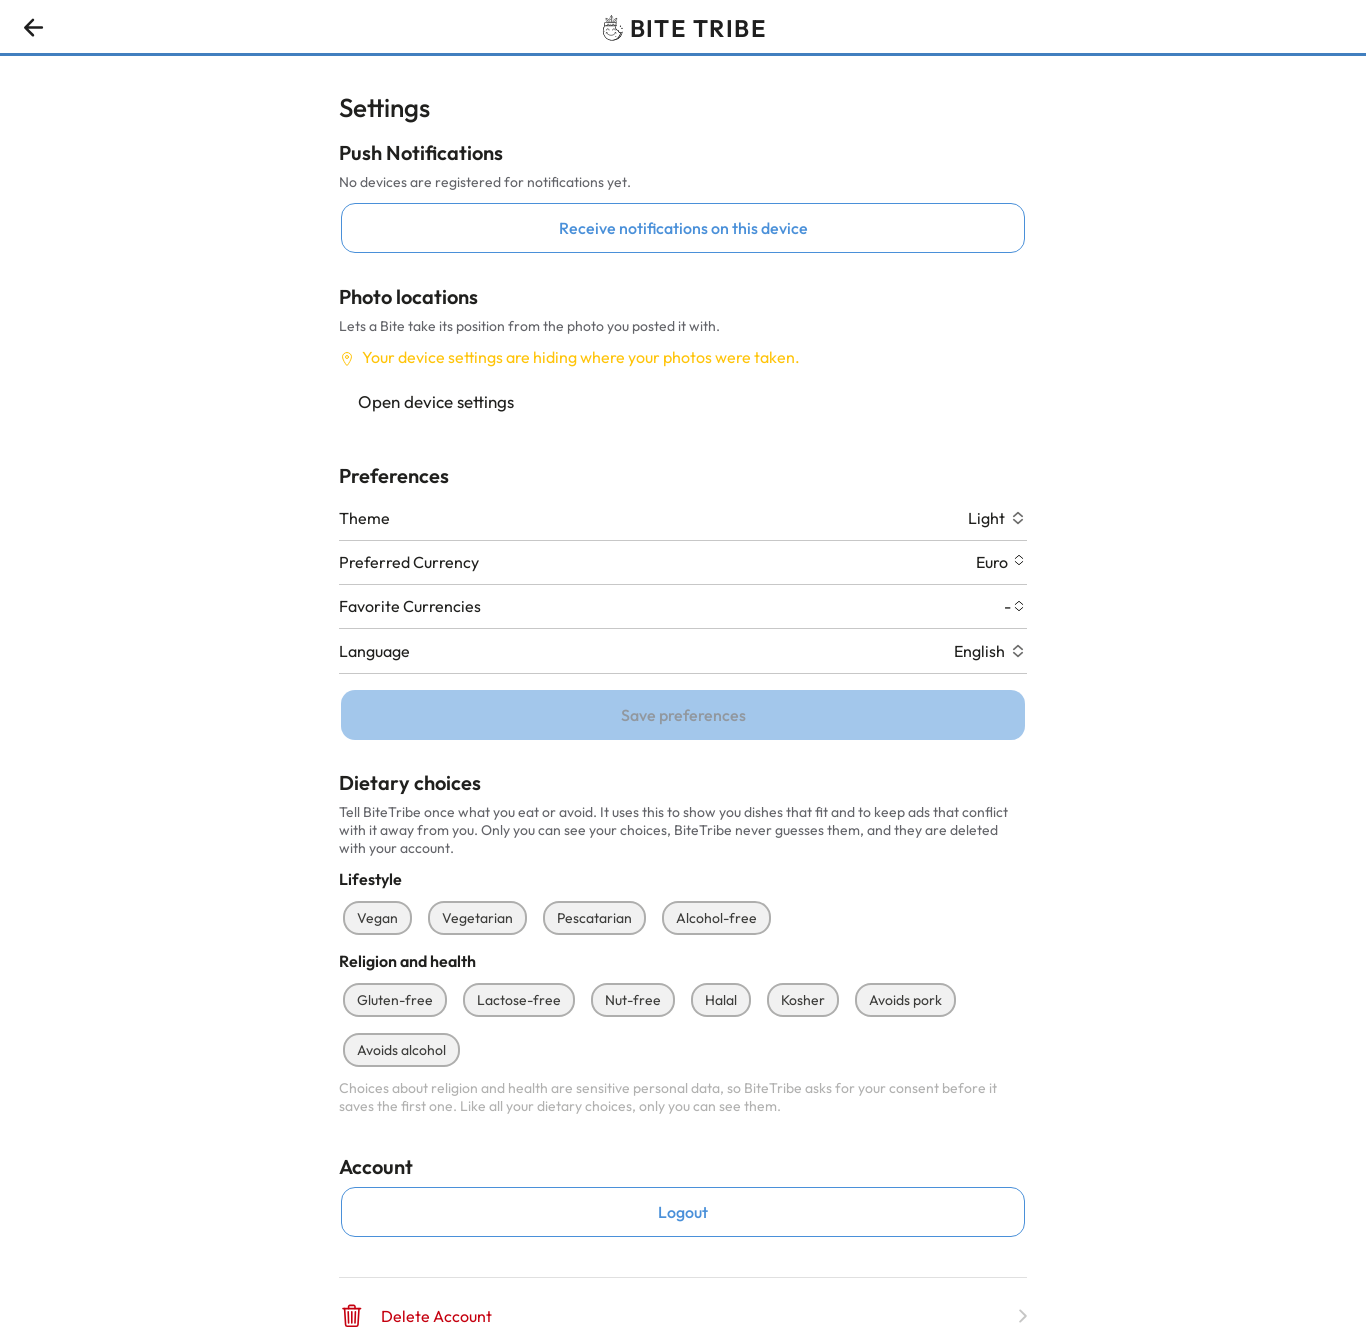 BITE TRIBE
Settings
Push Notifications
No devices are registered for notifications yet.
Receive notifications on this device
Photo locations
Lets a Bite take its position from the photo you posted it with.
Your device settings are hiding where your photos were taken.
Open device settings
Preferences
Theme Light
Preferred Currency Euro
Favorite Currencies -
Language English
Save preferences
Dietary choices
Tell BiteTribe once what you eat or avoid. It uses this to show you dishes that fit and to keep ads that conflict
with it away from you. Only you can see your choices, BiteTribe never guesses them, and they are deleted
with your account.
Lifestyle
Vegan Vegetarian Pescatarian Alcohol-free
Religion and health
Gluten-free Lactose-free Nut-free Halal Kosher Avoids pork
Avoids alcohol
Choices about religion and health are sensitive personal data, so BiteTribe asks for your consent before it
saves the first one. Like all your dietary choices, only you can see them.
Account
Logout
Delete Account